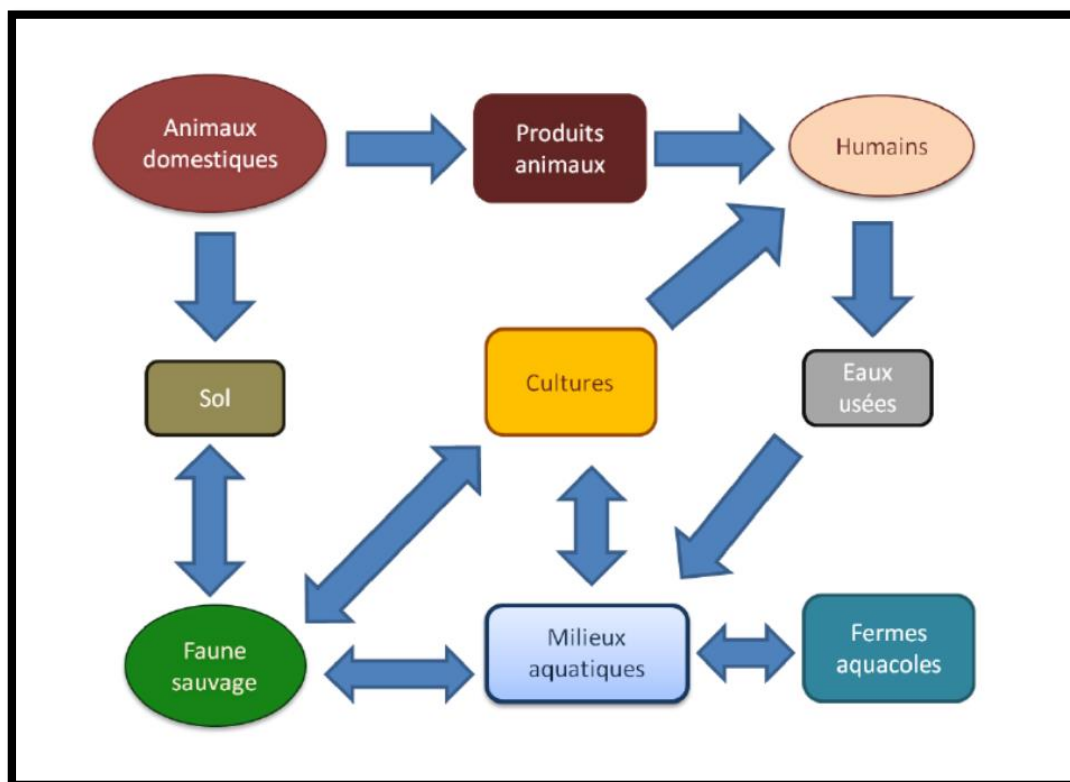 Animaux
domestiques
Produits
animaux
Humains
Sol
Cultures
Eaux
usées
Faune
sauvage
Milieux
aquatiques
Fermes
aquacoles